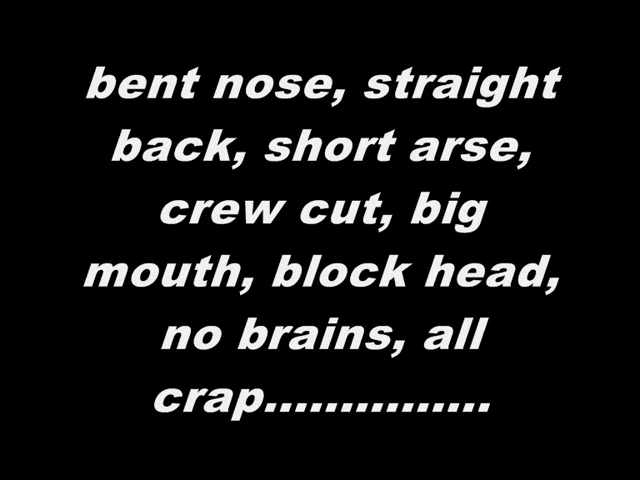 bent nose, straight
back, short arse,
crew cut, big
mouth, block head,
no brains, all
crap...............